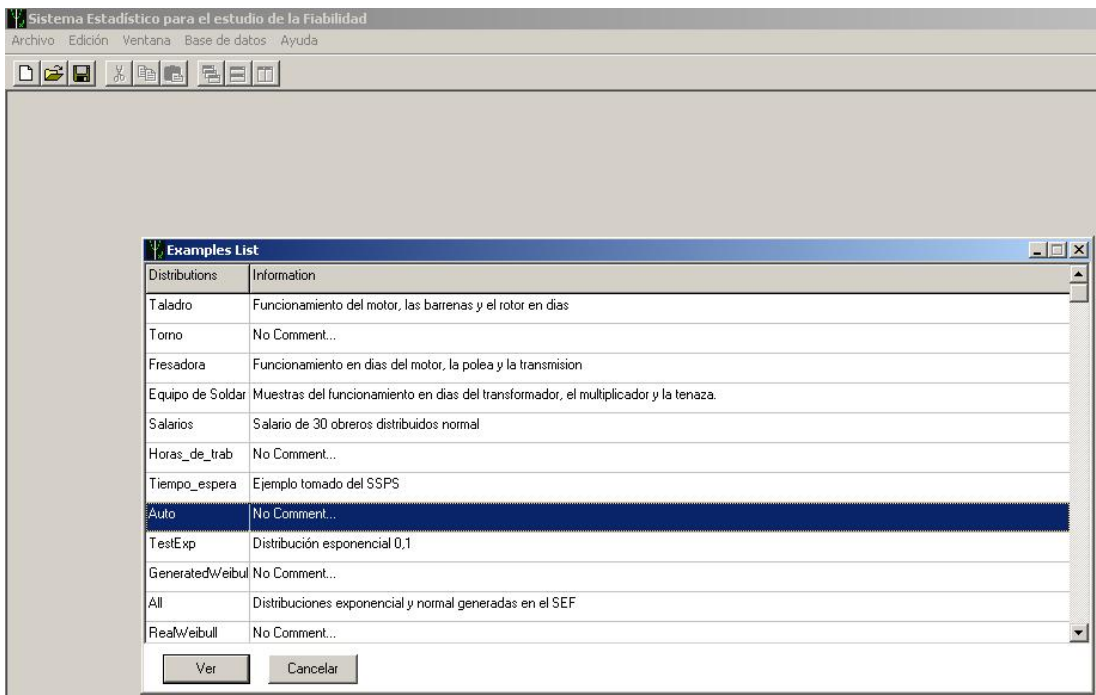 Sistema Estadístico para el estudio de la Fiabilidad
Archivo Edición Ventana Base de datos Ayuda
Examples List
Distributions Information
Taladro Funcionamiento del motor, las barrenas y el rotor en dias
Torno No Comment...
Fresadora Funcionamiento en dias del motor, la polea y la transmision
Equipo de Soldar Muestras del funcionamiento en dias del transformador, el multiplicador y la tenaza.
Salarios Salario de 30 obreros distribuidos normal
Horas_de_trab No Comment...
Tiempo_espera Ejemplo tomado del SSPS
Auto No Comment...
TestExp Distribución esponencial 0,1
GeneratedWeibul No Comment...
All Distribuciones exponencial y normal generadas en el SEF
RealWeibull No Comment...
Ver Cancelar